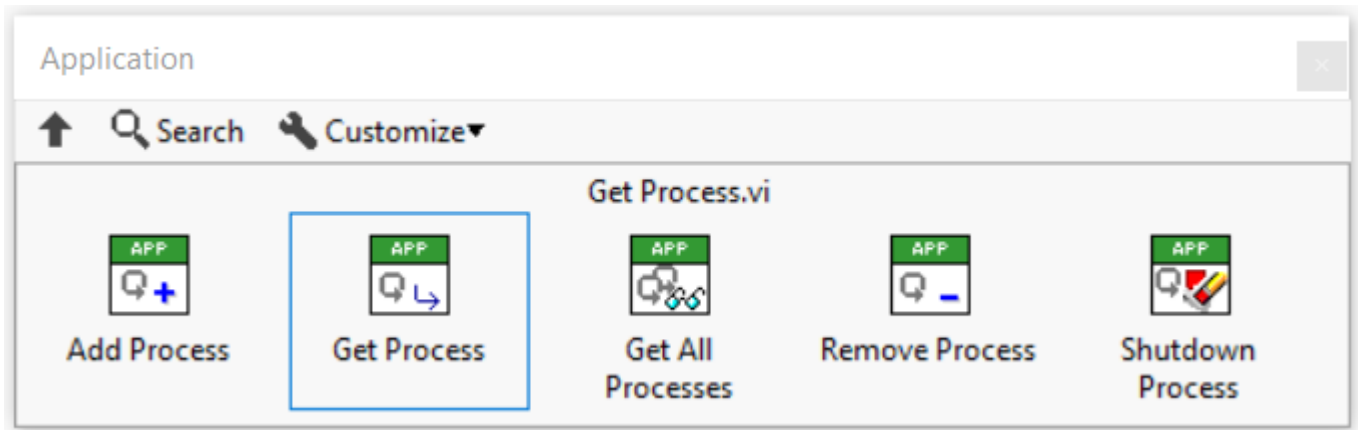 Application
Search Customize
Get Process.vi
APP APP APP APP APP
Add Process Get Process Get All Remove Process Shutdown
Processes Process